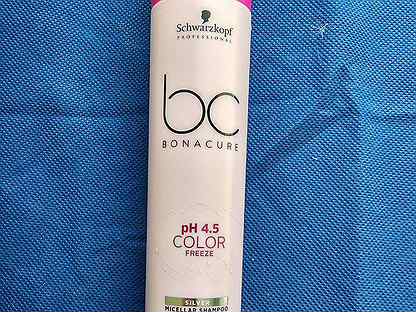 Schwarzkopf
PROFESSIONAL
bc
BONACURE
pH 4.5
COLOR
FREEZE
SILVER
MICELLAR SHAMPOO